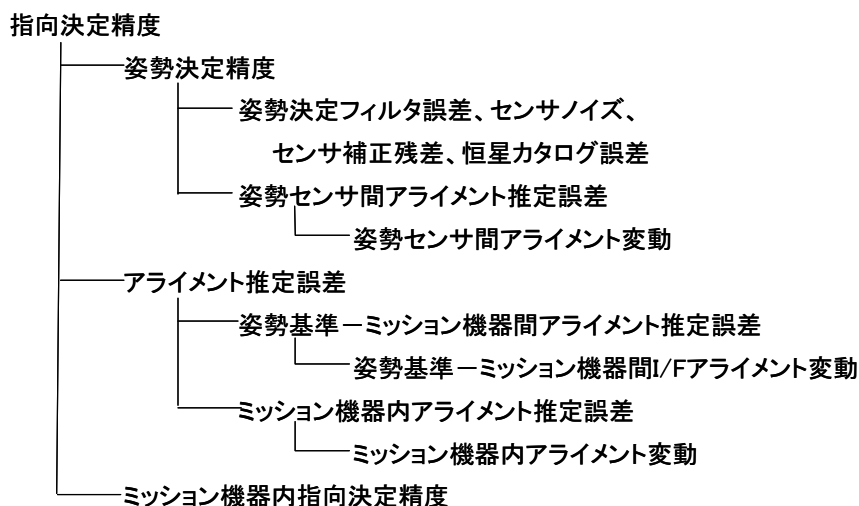 指向決定精度
姿勢決定精度
姿勢決定フィルタ誤差、センサノイズ、
センサ補正残差、恒星カタログ誤差
姿勢センサ間アライメント推定誤差
姿勢センサ間アライメント変動
アライメント推定誤差
姿勢基準－ミッション機器間アライメント推定誤差
姿勢基準－ミッション機器間I/Fアライメント変動
ミッション機器内アライメント推定誤差
ミッション機器内アライメント変動
ミッション機器内指向決定精度